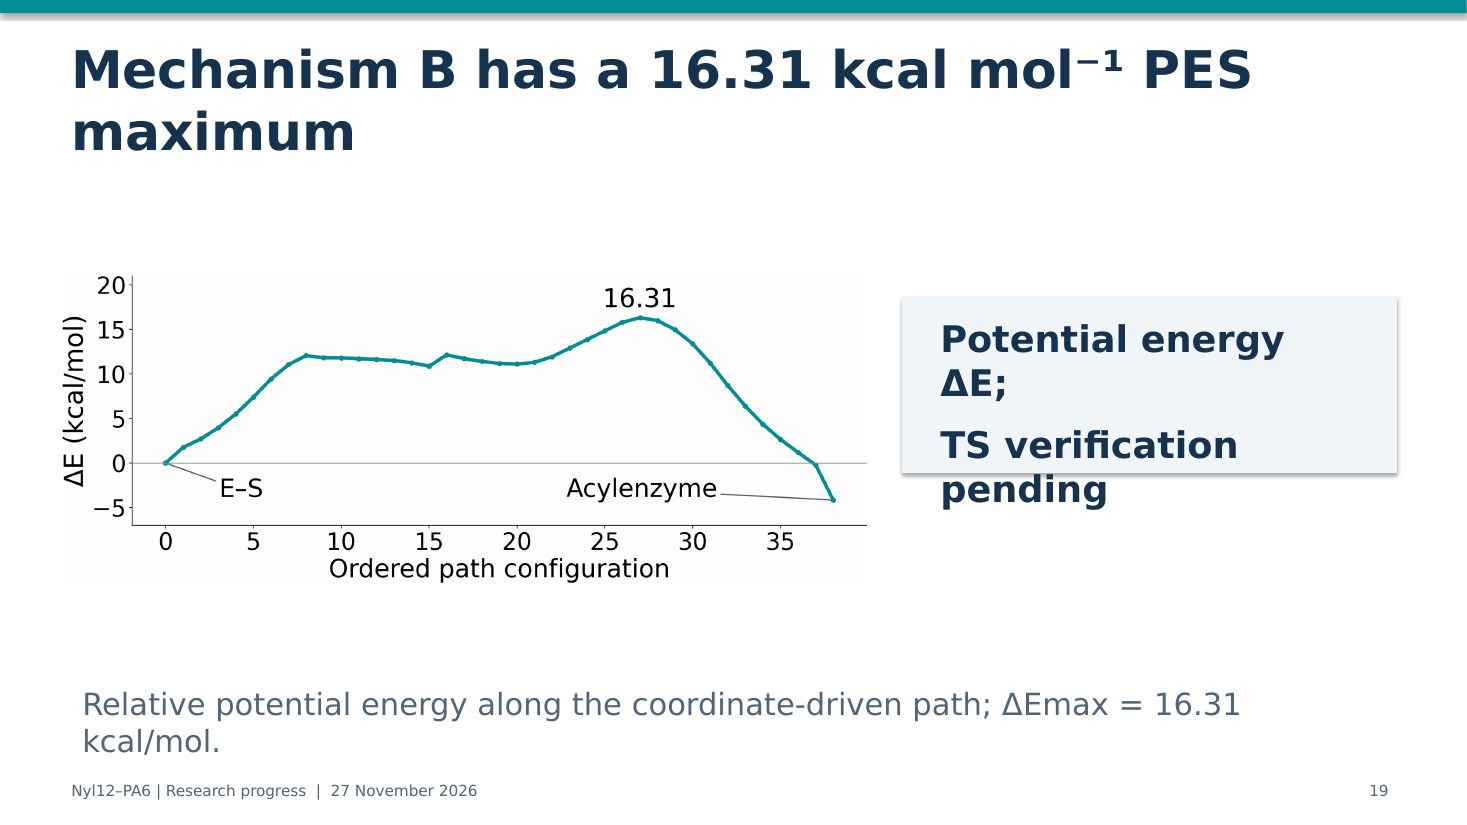 Mechanism B has a 16.31 kcal mol⁻¹ PES
maximum
20
15
10
5
0
−5
ΔE (kcal/mol)
16.31
E–S
Acylenzyme
0 5 10 15 20 25 30 35
Ordered path configuration
Potential energy
ΔE;
TS verification
pending
Relative potential energy along the coordinate-driven path; ΔEmax = 16.31
kcal/mol.
Nyl12–PA6 | Research progress | 27 November 2026
19